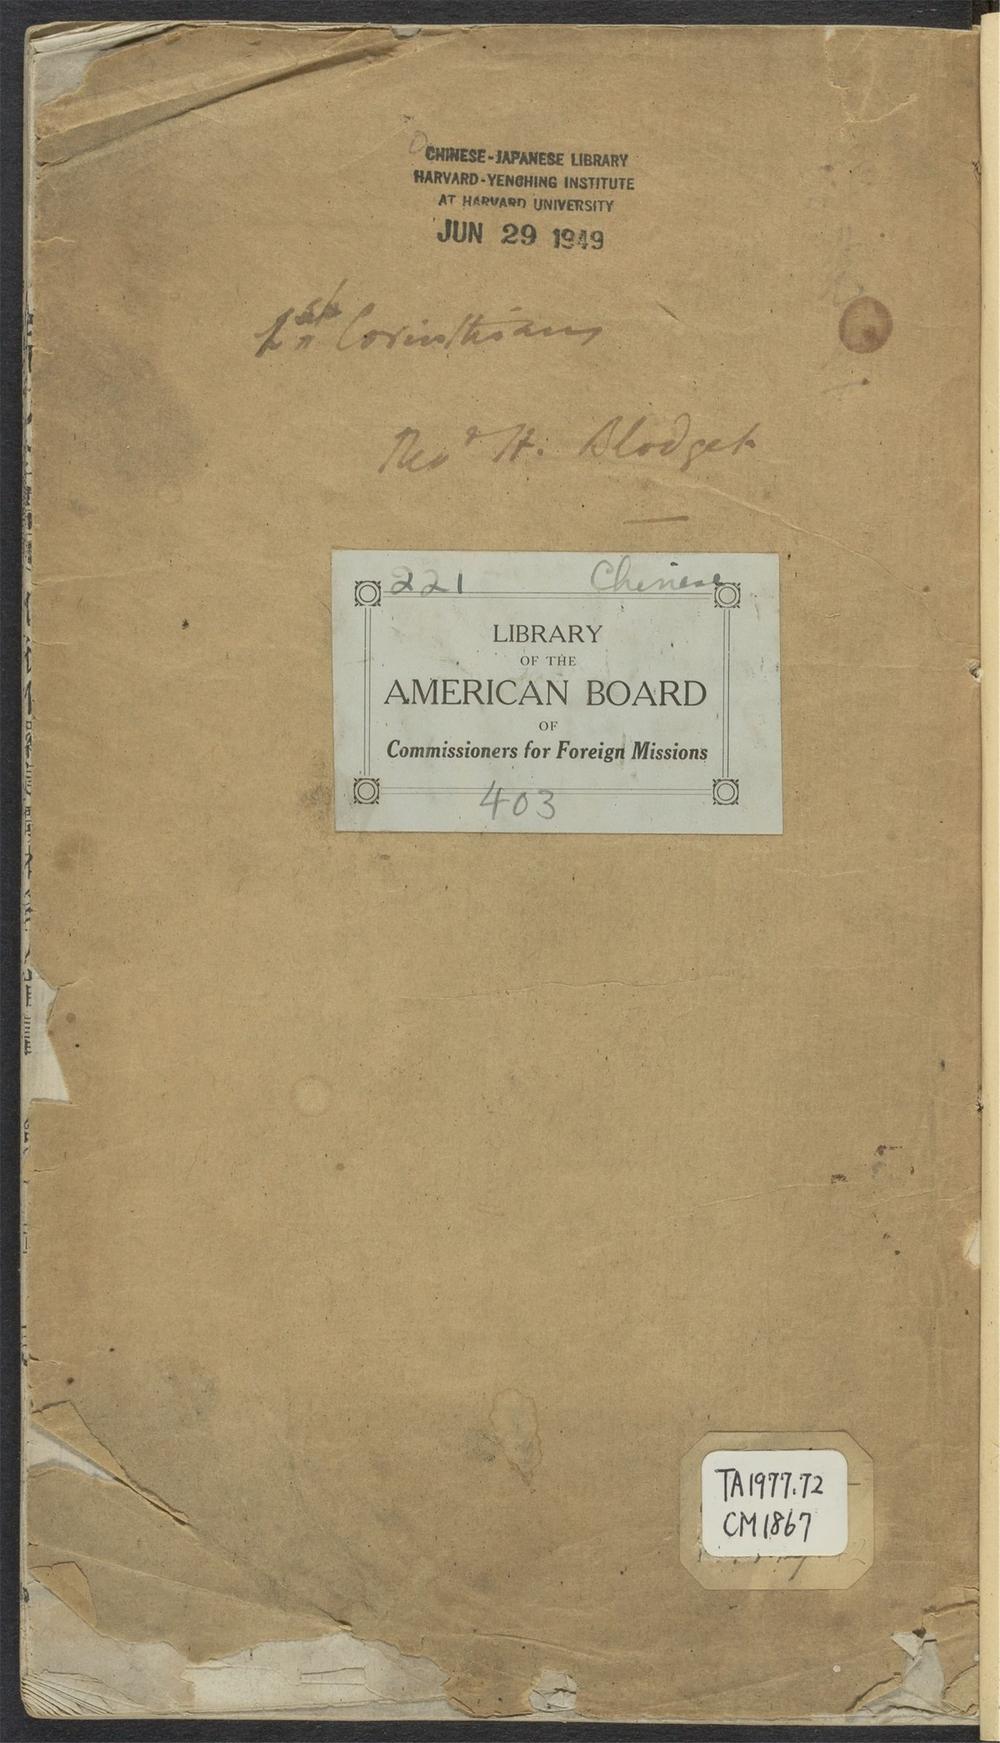 CHINESE-JAPANESE LIBRARY
HARVARD-YENCHING INSTITUTE
AT HARVARD UNIVERSITY
JUN 29 1949
1st Corinthians
Revd H. Blodget
221 Chinese
LIBRARY
OF THE
AMERICAN BOARD
OF
Commissioners for Foreign Missions
403
TA1977.72
CM1867